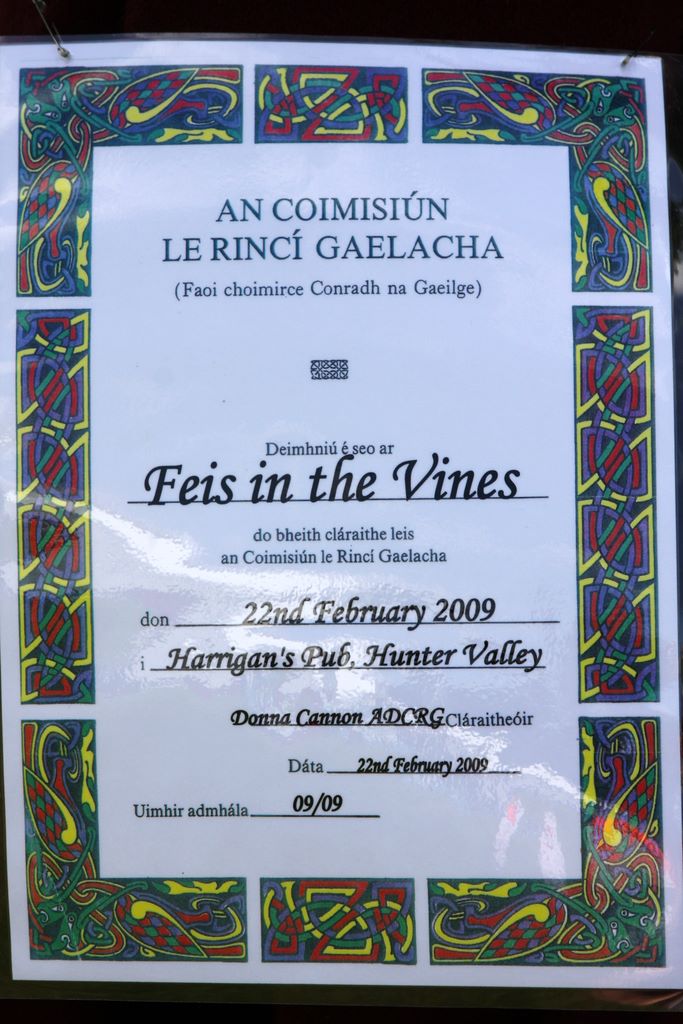 AN COIMISIÚN
LE RINCÍ GAELACHA
(Faoi choimirce Conradh na Gaeilge)
Deimhniú é seo ar
Feis in the Vines
do bheith cláraithe leis
an Coimisiún le Rincí Gaelacha
don 22nd February 2009
i Harrigan's Pub, Hunter Valley
Donna Cannon ADCRG Cláraitheóir
Dáta 22nd February 2009
Uimhir admhála 09/09